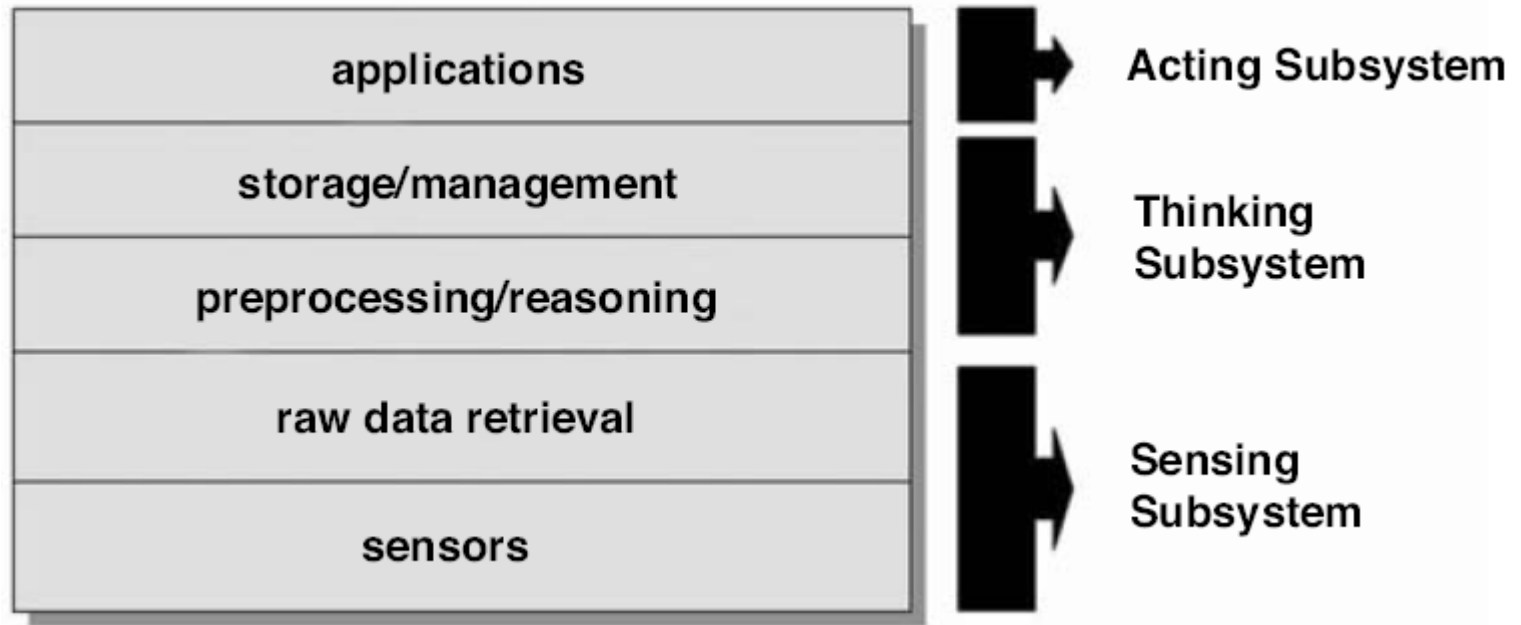 applications
Acting Subsystem
storage/management
Thinking
Subsystem
preprocessing/reasoning
raw data retrieval
Sensing
Subsystem
sensors